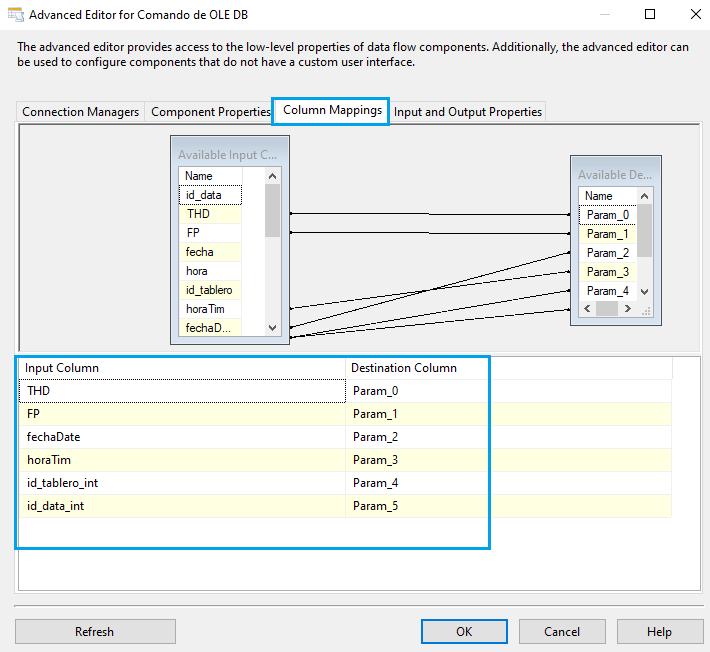 Advanced Editor for Comando de OLE DB
The advanced editor provides access to the low-level properties of data flow components. Additionally, the advanced editor can
be used to configure components that do not have a custom user interface.
Connection Managers Component Properties Column Mappings Input and Output Properties
Available Input C...
Name
id_data
THD
FP
fecha
hora
id_tablero
horaTim
fechaD...
Available De...
Name
Param_0
Param_1
Param_2
Param_3
Param_4
Input Column Destination Column
THD Param_0
FP Param_1
fechaDate Param_2
horaTim Param_3
id_tablero_int Param_4
id_data_int Param_5
Refresh OK Cancel Help